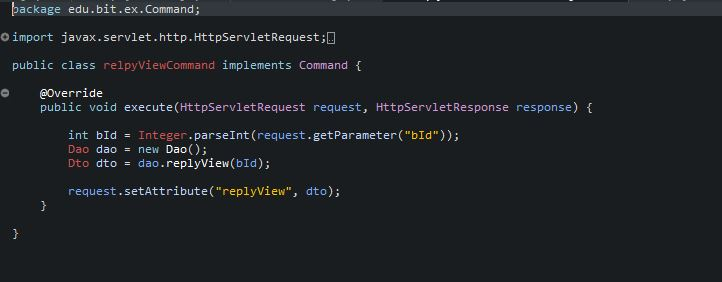 package edu.bit.ex.Command;
import javax.servlet.http.HttpServletRequest;
public class relpyViewCommand implements Command {
@Override
public void execute(HttpServletRequest request, HttpServletResponse response) {
int bId = Integer.parseInt(request.getParameter("bId"));
Dao dao = new Dao();
Dto dto = dao.replyView(bId);
request.setAttribute("replyView", dto);
}
}